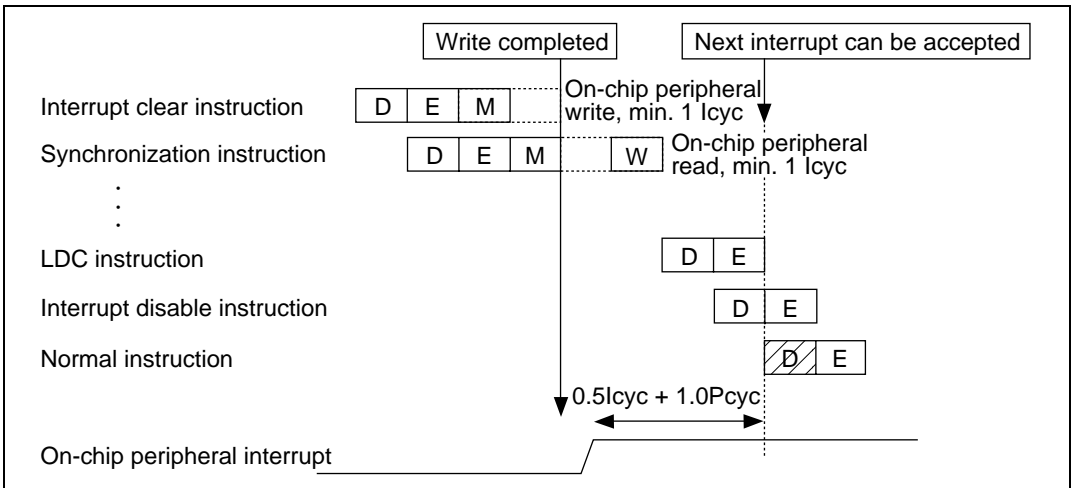 Write completed
Next interrupt can be accepted
Interrupt clear instruction
D E M
On-chip peripheral
write, min. 1 Icyc
Synchronization instruction
D E M W
On-chip peripheral
read, min. 1 Icyc
.
.
.
LDC instruction
D E
Interrupt disable instruction
D E
Normal instruction
D E
0.5Icyc + 1.0Pcyc
On-chip peripheral interrupt